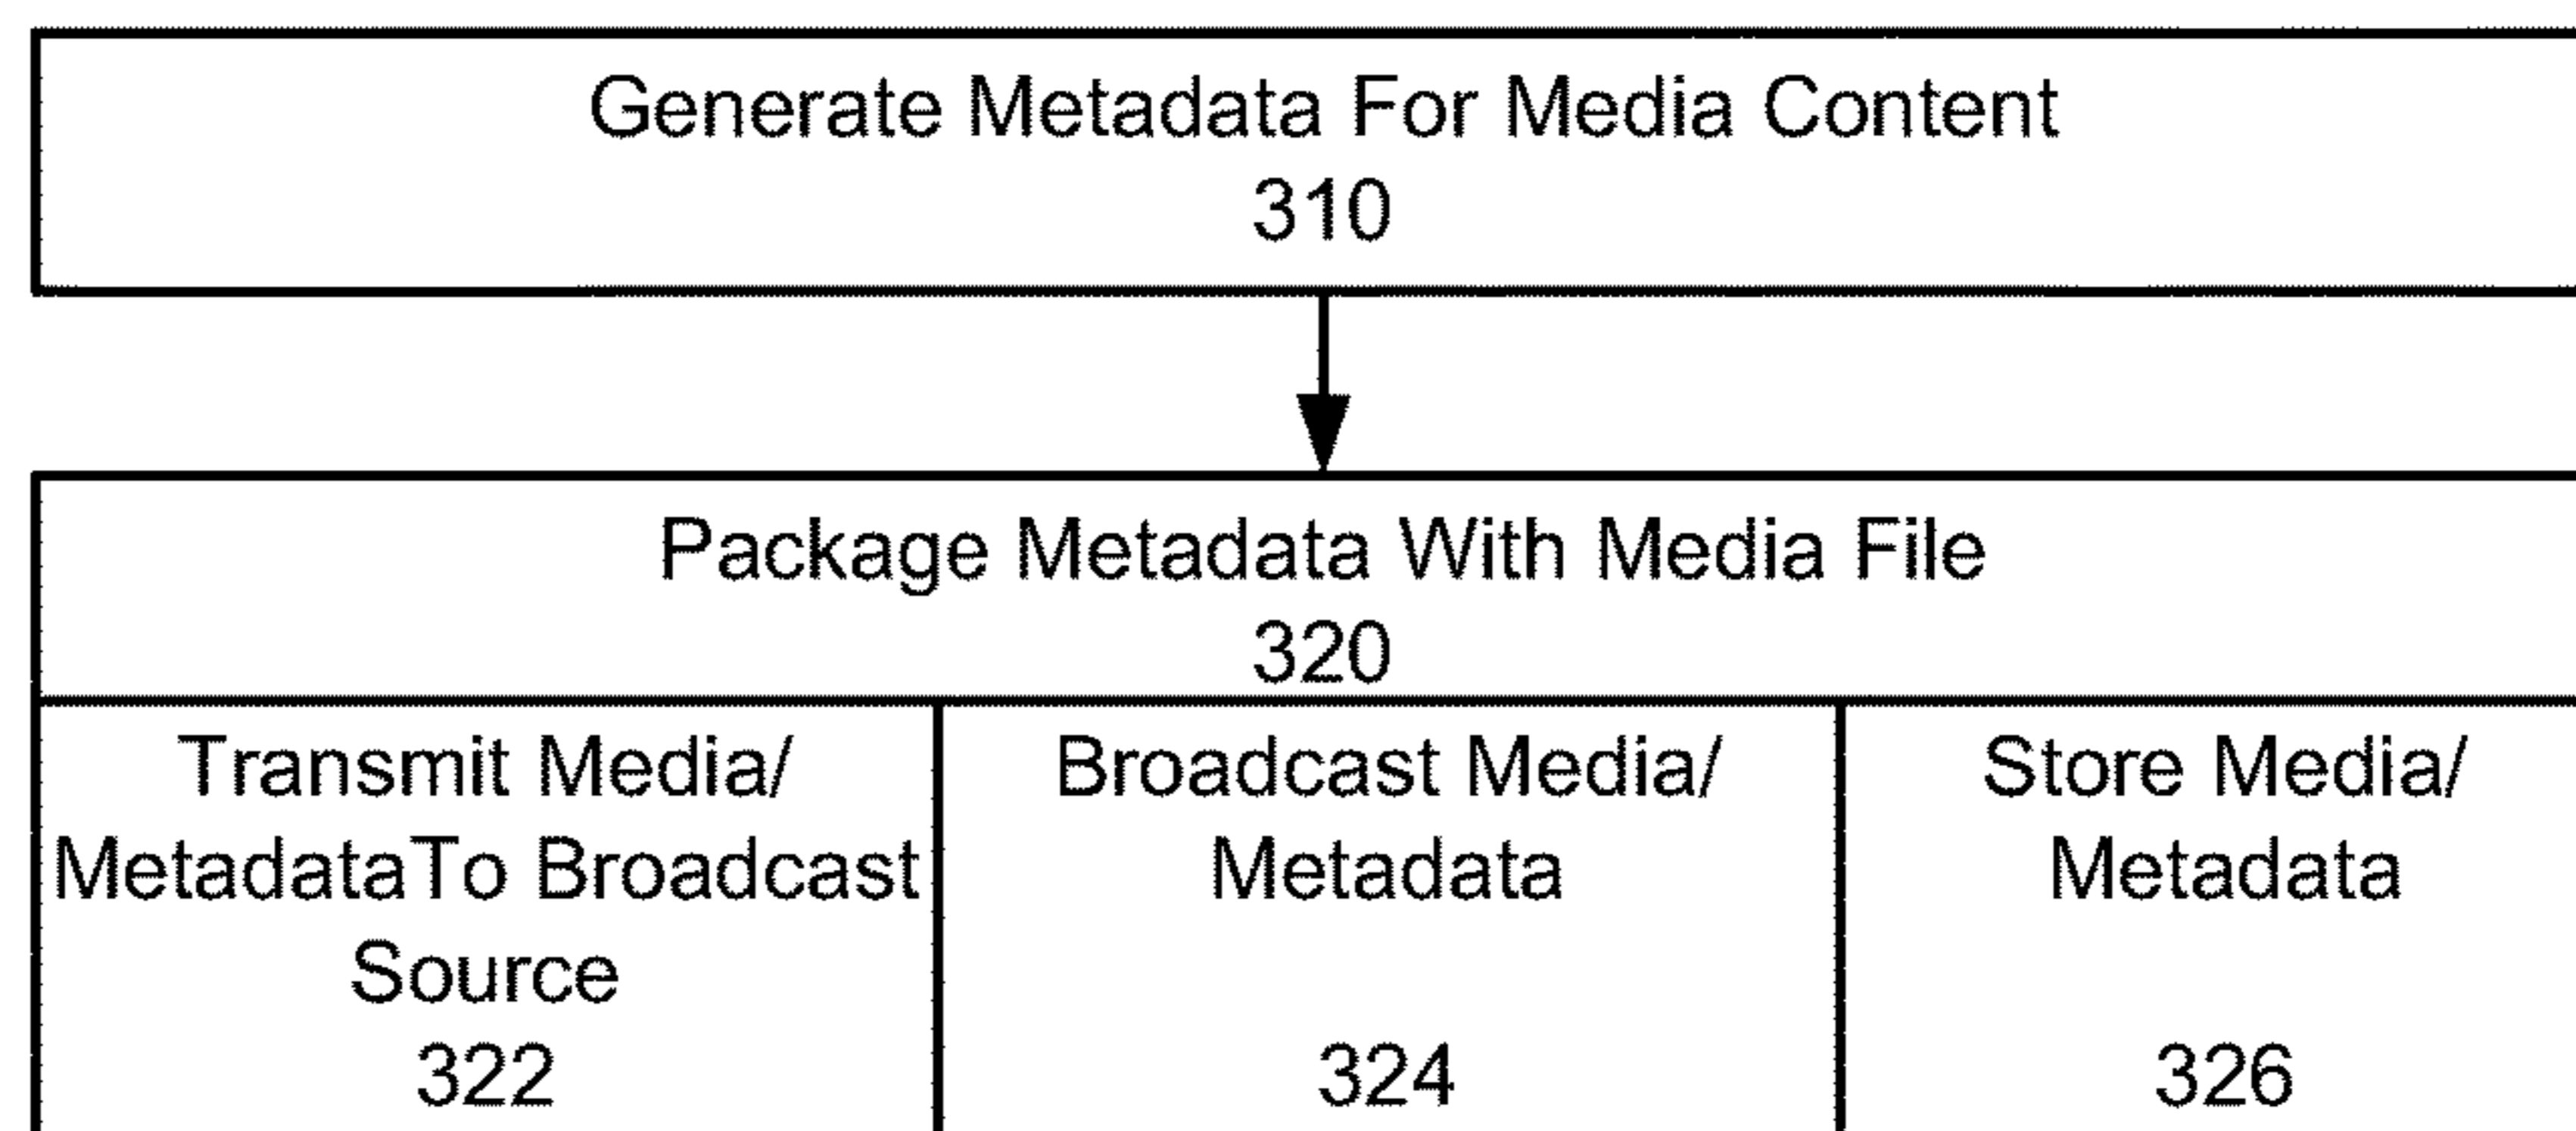 Generate Metadata For Media Content
310
Package Metadata With Media File
320
Transmit Media/
MetadataTo Broadcast
Source
322
Broadcast Media/
Metadata
324
Store Media/
Metadata
326